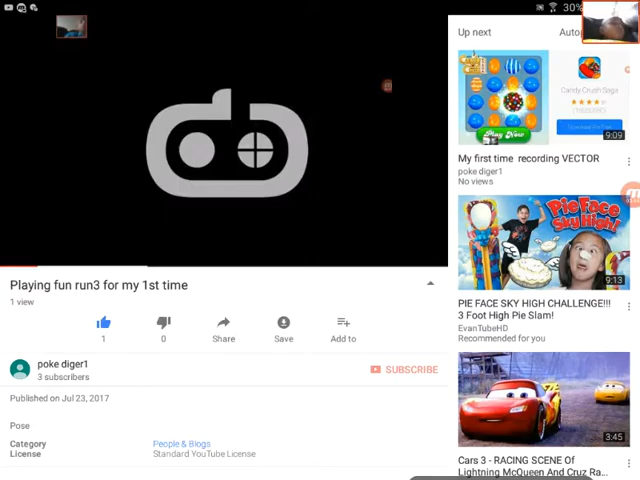 30%
Up next
Autop
Candy Crush Saga
Play Now
9:09
My first time recording VECTOR
poke diger1
No views
Pie Face
Sky High!
9:13
PIE FACE SKY HIGH CHALLENGE!!!
3 Foot High Pie Slam!
EvanTubeHD
Recommended for you
3:45
Cars 3 - RACING SCENE Of
Lightning McQueen And Cruz Ra...
Playing fun run3 for my 1st time
1 view
1
0
Share
Save
Add to
poke diger1
3 subscribers
SUBSCRIBE
Published on Jul 23, 2017
Pose
Category
People & Blogs
License
Standard YouTube License